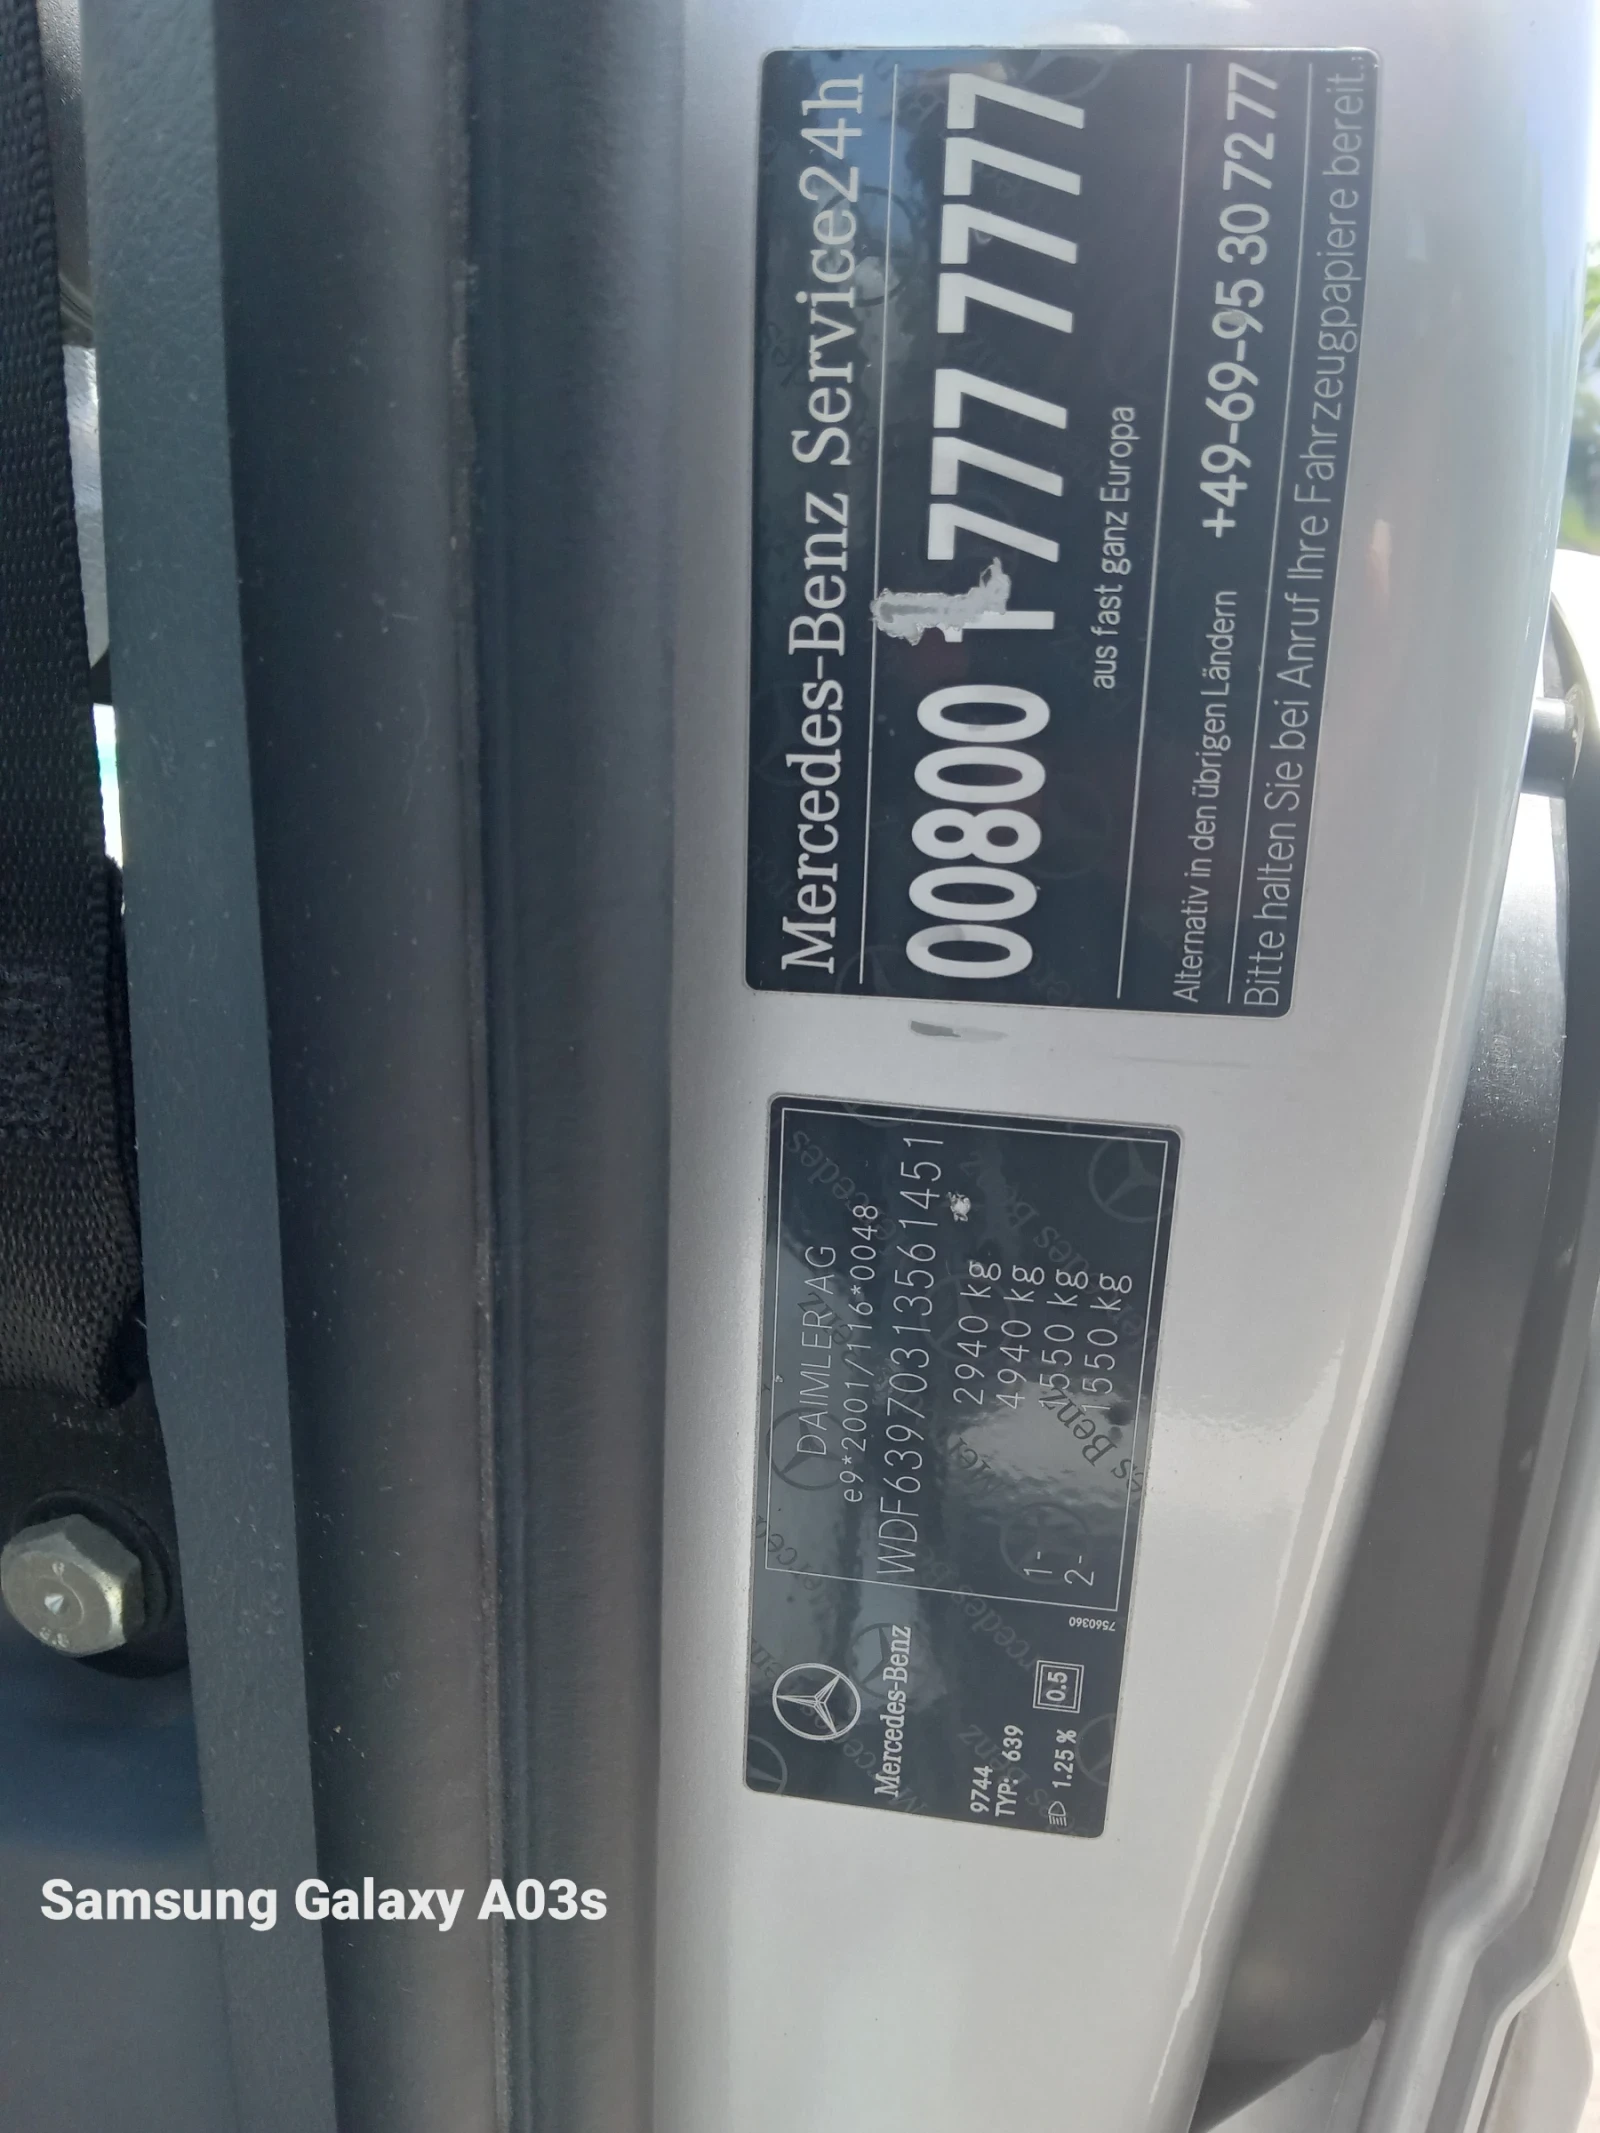 Mercedes-Benz Service24h
00800 1 777 7777
aus fast ganz Europa
Alternativ in den übrigen Ländern +49-69-95 30 72 77
Bitte halten Sie bei Anruf Ihre Fahrzeugpapiere bereit.
DAIMLER AG
e9*2001/116*0048
WDF63970313561451
2940 kg
4940 kg
1- 1550 kg
2- 1550 kg
7560360
Mercedes-Benz
9744
TYP: 639
1.25 % 0.5
Samsung Galaxy A03s